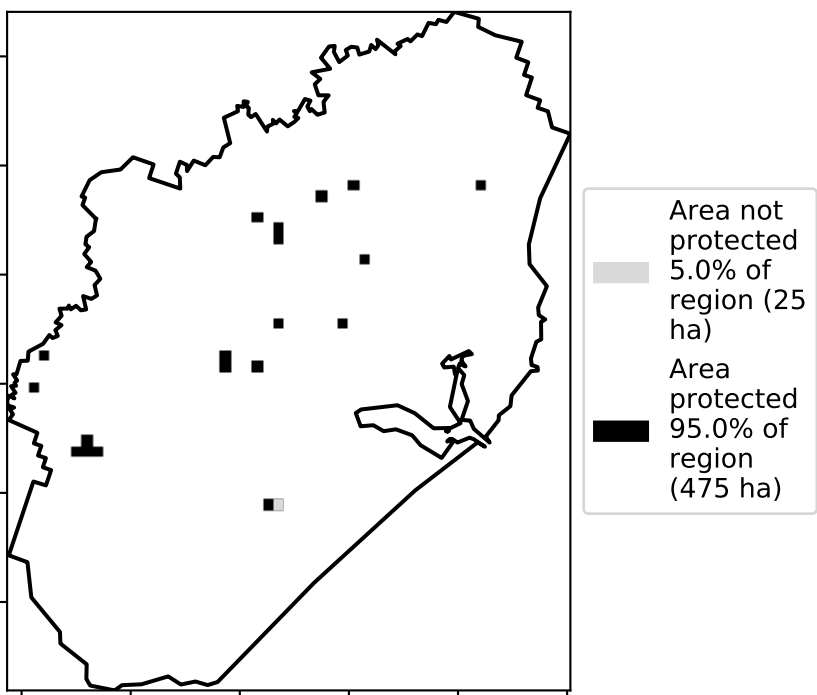 Area not
protected
5.0% of
region (25
ha)
Area
protected
95.0% of
region
(475 ha)